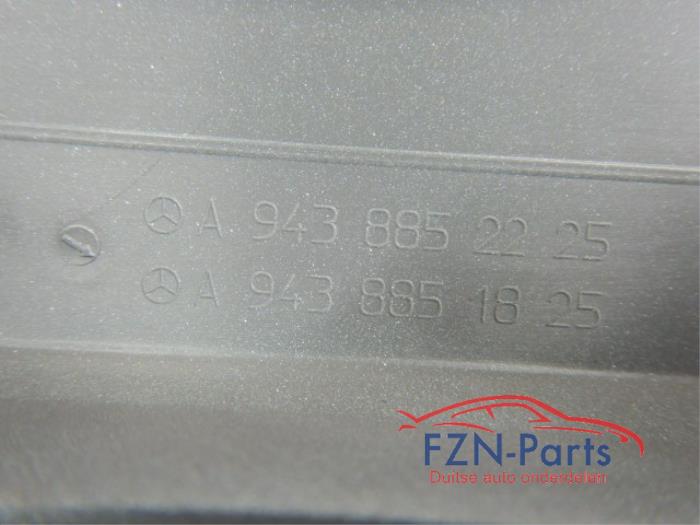 A 943 885 22 25
A 943 885 18 25
FZN-Parts
Duitse auto onderdelen